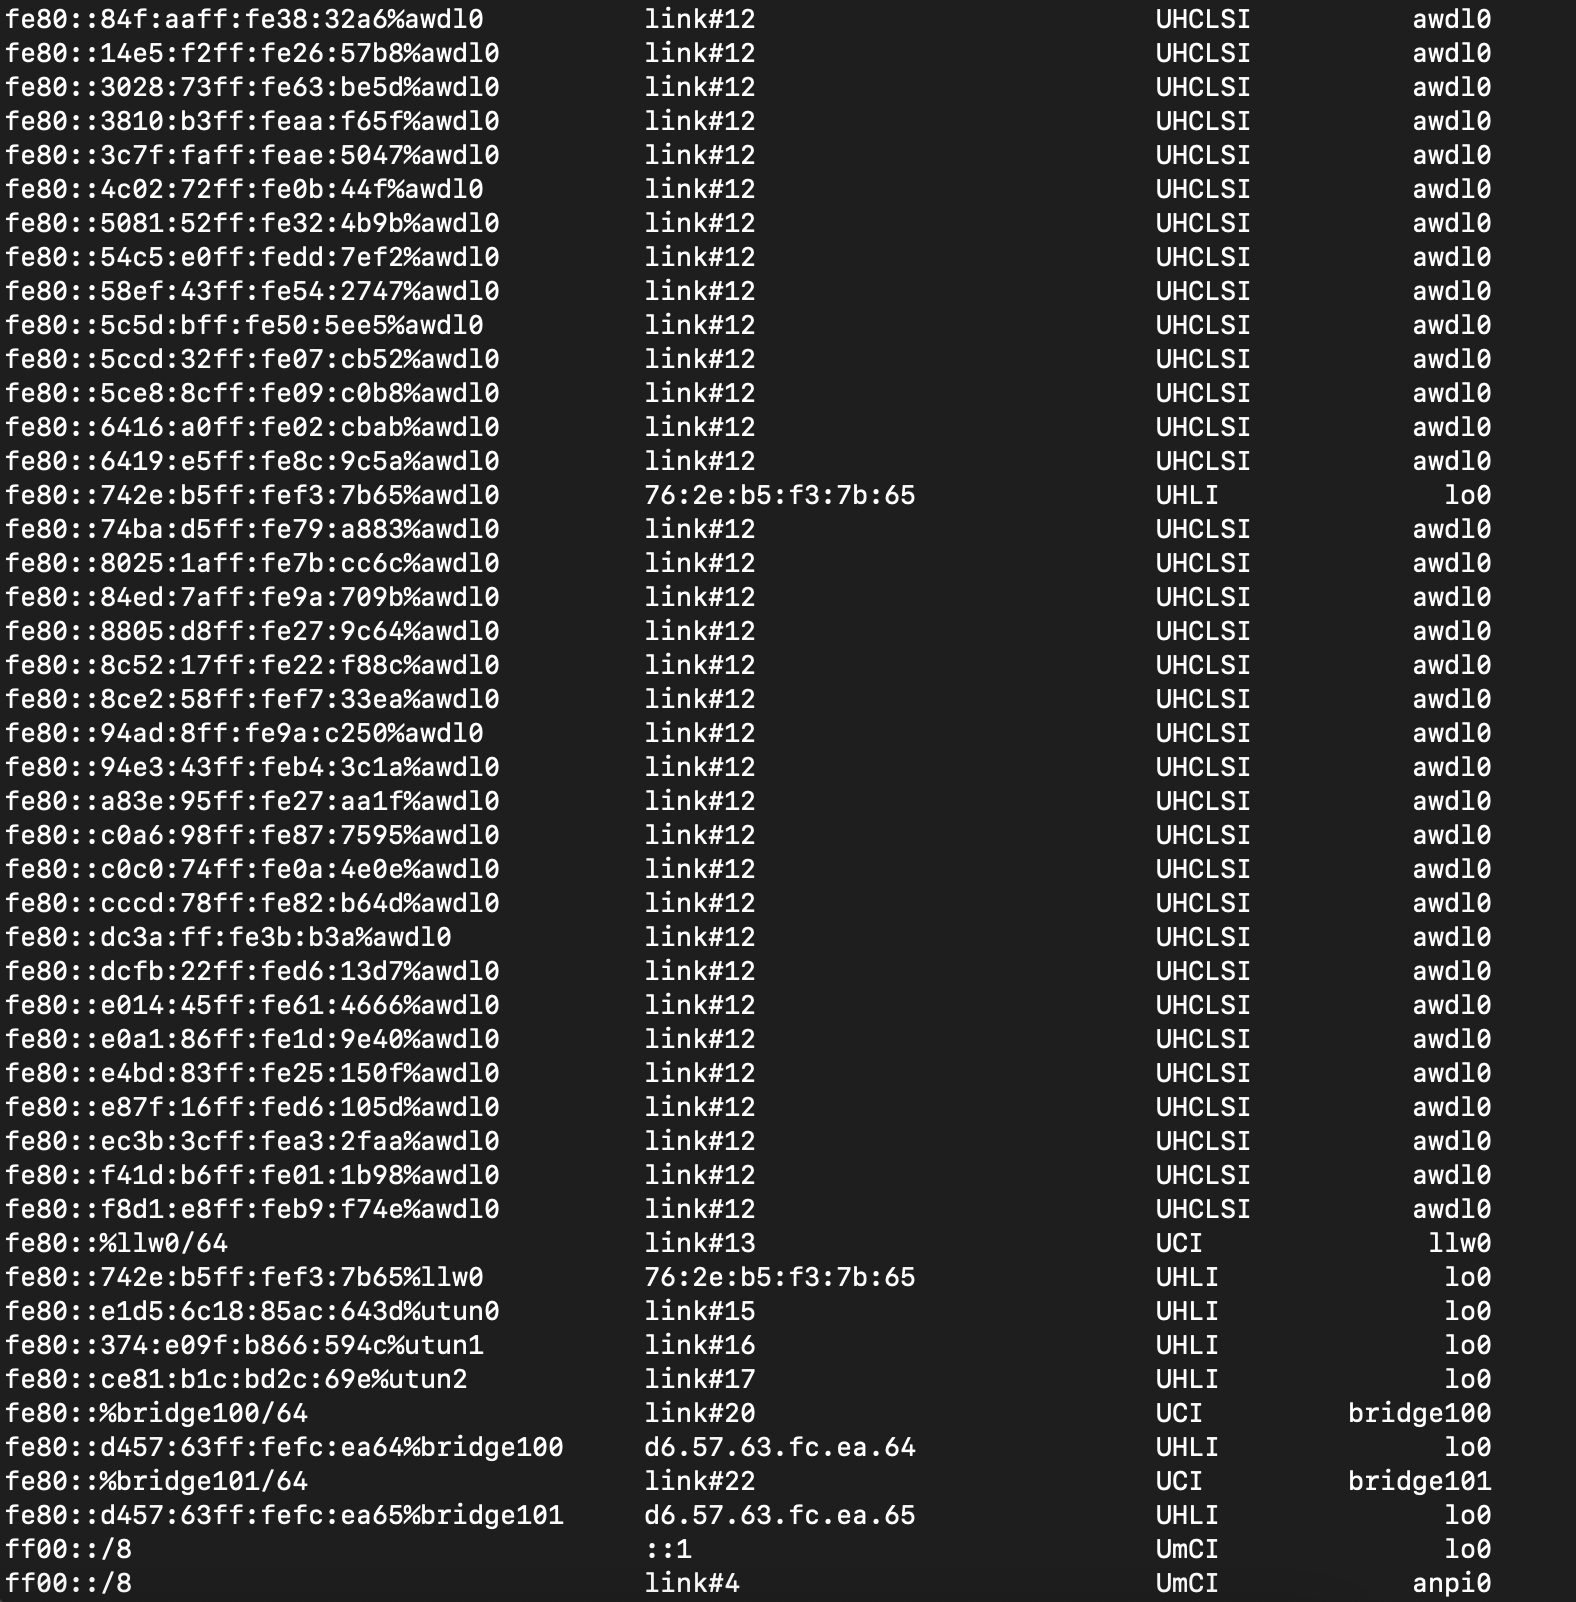 fe80::84f:aaff:fe38:32a6%awdl0 link#12 UHCLSI awdl0
fe80::14e5:f2ff:fe26:57b8%awdl0 link#12 UHCLSI awdl0
fe80::3028:73ff:fe63:be5d%awdl0 link#12 UHCLSI awdl0
fe80::3810:b3ff:feaa:f65f%awdl0 link#12 UHCLSI awdl0
fe80::3c7f:faff:feae:5047%awdl0 link#12 UHCLSI awdl0
fe80::4c02:72ff:fe0b:44f%awdl0 link#12 UHCLSI awdl0
fe80::5081:52ff:fe32:4b9b%awdl0 link#12 UHCLSI awdl0
fe80::54c5:e0ff:fedd:7ef2%awdl0 link#12 UHCLSI awdl0
fe80::58ef:43ff:fe54:2747%awdl0 link#12 UHCLSI awdl0
fe80::5c5d:bff:fe50:5ee5%awdl0 link#12 UHCLSI awdl0
fe80::5ccd:32ff:fe07:cb52%awdl0 link#12 UHCLSI awdl0
fe80::5ce8:8cff:fe09:c0b8%awdl0 link#12 UHCLSI awdl0
fe80::6416:a0ff:fe02:cbab%awdl0 link#12 UHCLSI awdl0
fe80::6419:e5ff:fe8c:9c5a%awdl0 link#12 UHCLSI awdl0
fe80::742e:b5ff:fef3:7b65%awdl0 76:2e:b5:f3:7b:65 UHLI lo0
fe80::74ba:d5ff:fe79:a883%awdl0 link#12 UHCLSI awdl0
fe80::8025:1aff:fe7b:cc6c%awdl0 link#12 UHCLSI awdl0
fe80::84ed:7aff:fe9a:709b%awdl0 link#12 UHCLSI awdl0
fe80::8805:d8ff:fe27:9c64%awdl0 link#12 UHCLSI awdl0
fe80::8c52:17ff:fe22:f88c%awdl0 link#12 UHCLSI awdl0
fe80::8ce2:58ff:fef7:33ea%awdl0 link#12 UHCLSI awdl0
fe80::94ad:8ff:fe9a:c250%awdl0 link#12 UHCLSI awdl0
fe80::94e3:43ff:feb4:3c1a%awdl0 link#12 UHCLSI awdl0
fe80::a83e:95ff:fe27:aa1f%awdl0 link#12 UHCLSI awdl0
fe80::c0a6:98ff:fe87:7595%awdl0 link#12 UHCLSI awdl0
fe80::c0c0:74ff:fe0a:4e0e%awdl0 link#12 UHCLSI awdl0
fe80::cccd:78ff:fe82:b64d%awdl0 link#12 UHCLSI awdl0
fe80::dc3a:ff:fe3b:b3a%awdl0 link#12 UHCLSI awdl0
fe80::dcfb:22ff:fed6:13d7%awdl0 link#12 UHCLSI awdl0
fe80::e014:45ff:fe61:4666%awdl0 link#12 UHCLSI awdl0
fe80::e0a1:86ff:fe1d:9e40%awdl0 link#12 UHCLSI awdl0
fe80::e4bd:83ff:fe25:150f%awdl0 link#12 UHCLSI awdl0
fe80::e87f:16ff:fed6:105d%awdl0 link#12 UHCLSI awdl0
fe80::ec3b:3cff:fea3:2faa%awdl0 link#12 UHCLSI awdl0
fe80::f41d:b6ff:fe01:1b98%awdl0 link#12 UHCLSI awdl0
fe80::f8d1:e8ff:feb9:f74e%awdl0 link#12 UHCLSI awdl0
fe80::%llw0/64 link#13 UCI llw0
fe80::742e:b5ff:fef3:7b65%llw0 76:2e:b5:f3:7b:65 UHLI lo0
fe80::e1d5:6c18:85ac:643d%utun0 link#15 UHLI lo0
fe80::374:e09f:b866:594c%utun1 link#16 UHLI lo0
fe80::ce81:b1c:bd2c:69e%utun2 link#17 UHLI lo0
fe80::%bridge100/64 link#20 UCI bridge100
fe80::d457:63ff:fefc:ea64%bridge100 d6.57.63.fc.ea.64 UHLI lo0
fe80::%bridge101/64 link#22 UCI bridge101
fe80::d457:63ff:fefc:ea65%bridge101 d6.57.63.fc.ea.65 UHLI lo0
ff00::/8 ::1 UmCI lo0
ff00::/8 link#4 UmCI anpi0